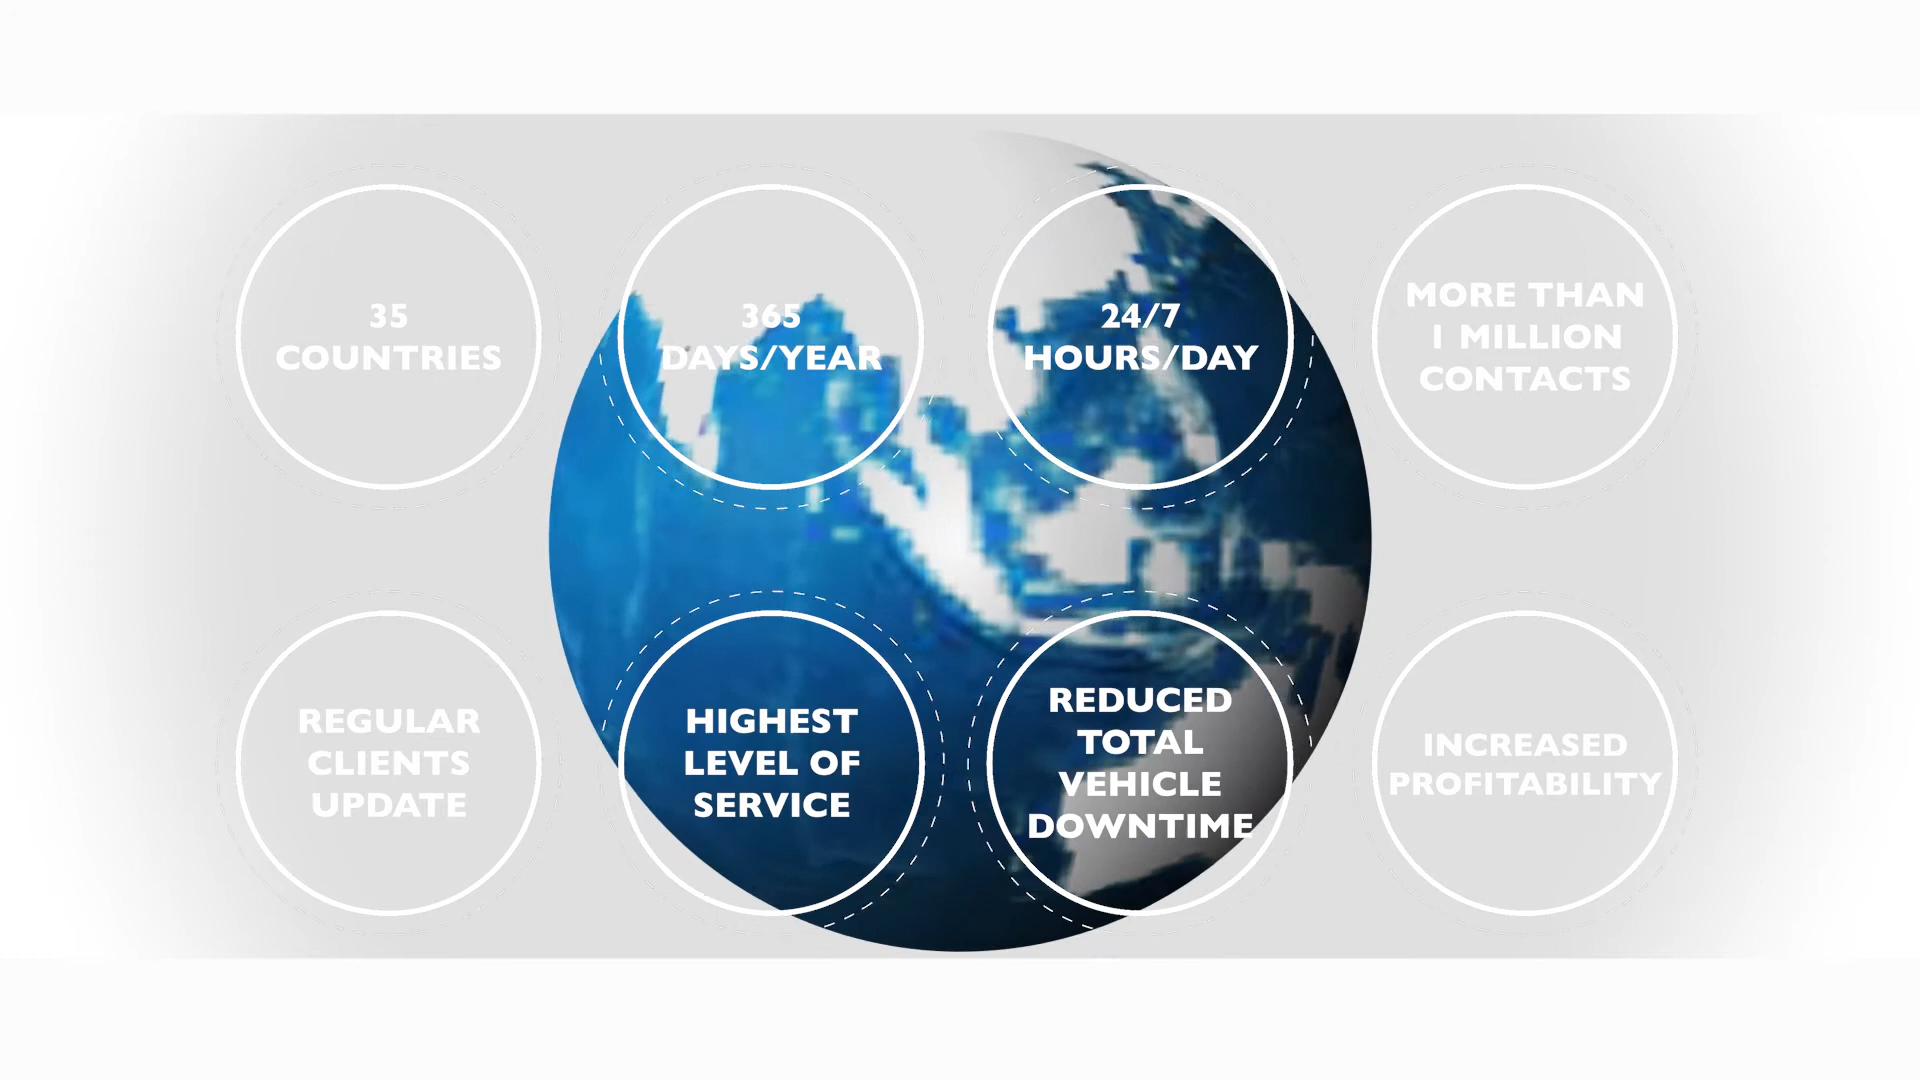 35
COUNTRIES
365
DAYS/YEAR
24/7
HOURS/DAY
MORE THAN
1 MILLION
CONTACTS
REGULAR
CLIENTS
UPDATE
HIGHEST
LEVEL OF
SERVICE
REDUCED
TOTAL
VEHICLE
DOWNTIME
INCREASED
PROFITABILITY